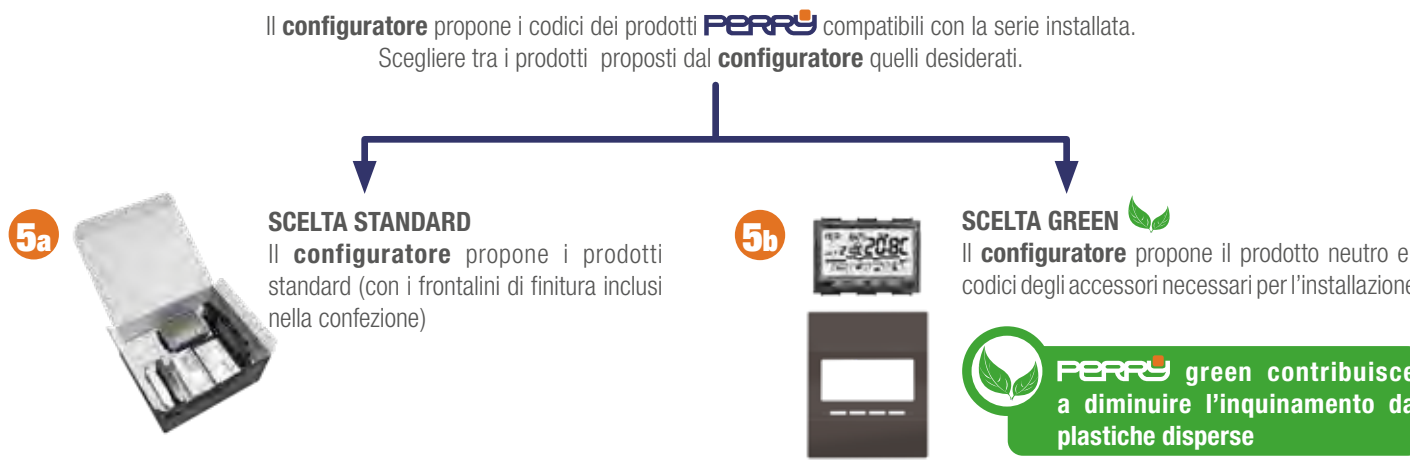 Il configuratore propone i codici dei prodotti PERRY compatibili con la serie installata.
Scegliere tra i prodotti proposti dal configuratore quelli desiderati.
5a
SCELTA STANDARD
Il configuratore propone i prodotti
standard (con i frontalini di finitura inclusi
nella confezione)
5b
20.8C
SCELTA GREEN
Il configuratore propone il prodotto neutro e
codici degli accessori necessari per l'installazione
PERRY green contribuisce
a diminuire l'inquinamento da
plastiche disperse